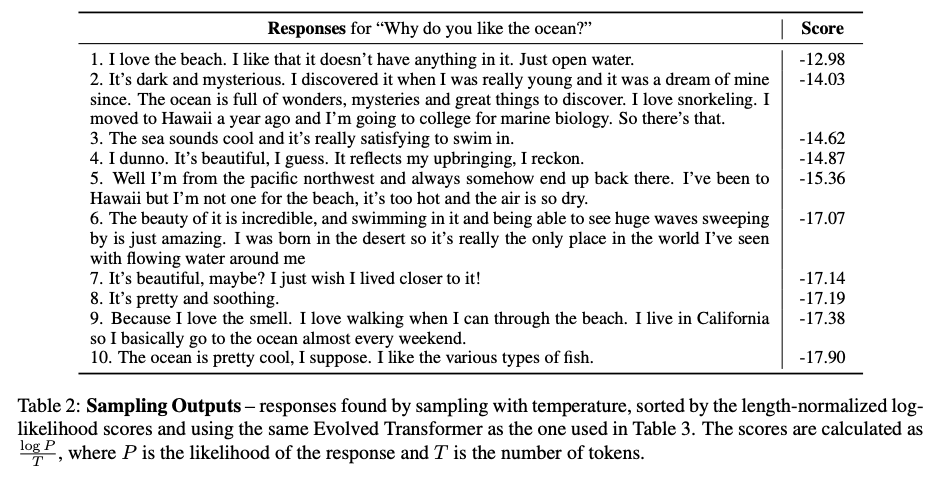 Responses for “Why do you like the ocean?” Score
1. I love the beach. I like that it doesn’t have anything in it. Just open water. -12.98
2. It’s dark and mysterious. I discovered it when I was really young and it was a dream of mine -14.03
since. The ocean is full of wonders, mysteries and great things to discover. I love snorkeling. I
moved to Hawaii a year ago and I’m going to college for marine biology. So there’s that.
3. The sea sounds cool and it’s really satisfying to swim in. -14.62
4. I dunno. It’s beautiful, I guess. It reflects my upbringing, I reckon. -14.87
5. Well I’m from the pacific northwest and always somehow end up back there. I’ve been to -15.36
Hawaii but I’m not one for the beach, it’s too hot and the air is so dry.
6. The beauty of it is incredible, and swimming in it and being able to see huge waves sweeping -17.07
by is just amazing. I was born in the desert so it’s really the only place in the world I’ve seen
with flowing water around me
7. It’s beautiful, maybe? I just wish I lived closer to it! -17.14
8. It’s pretty and soothing. -17.19
9. Because I love the smell. I love walking when I can through the beach. I live in California -17.38
so I basically go to the ocean almost every weekend.
10. The ocean is pretty cool, I suppose. I like the various types of fish. -17.90
Table 2: Sampling Outputs – responses found by sampling with temperature, sorted by the length-normalized log-
likelihood scores and using the same Evolved Transformer as the one used in Table 3. The scores are calculated as
log P / T, where P is the likelihood of the response and T is the number of tokens.